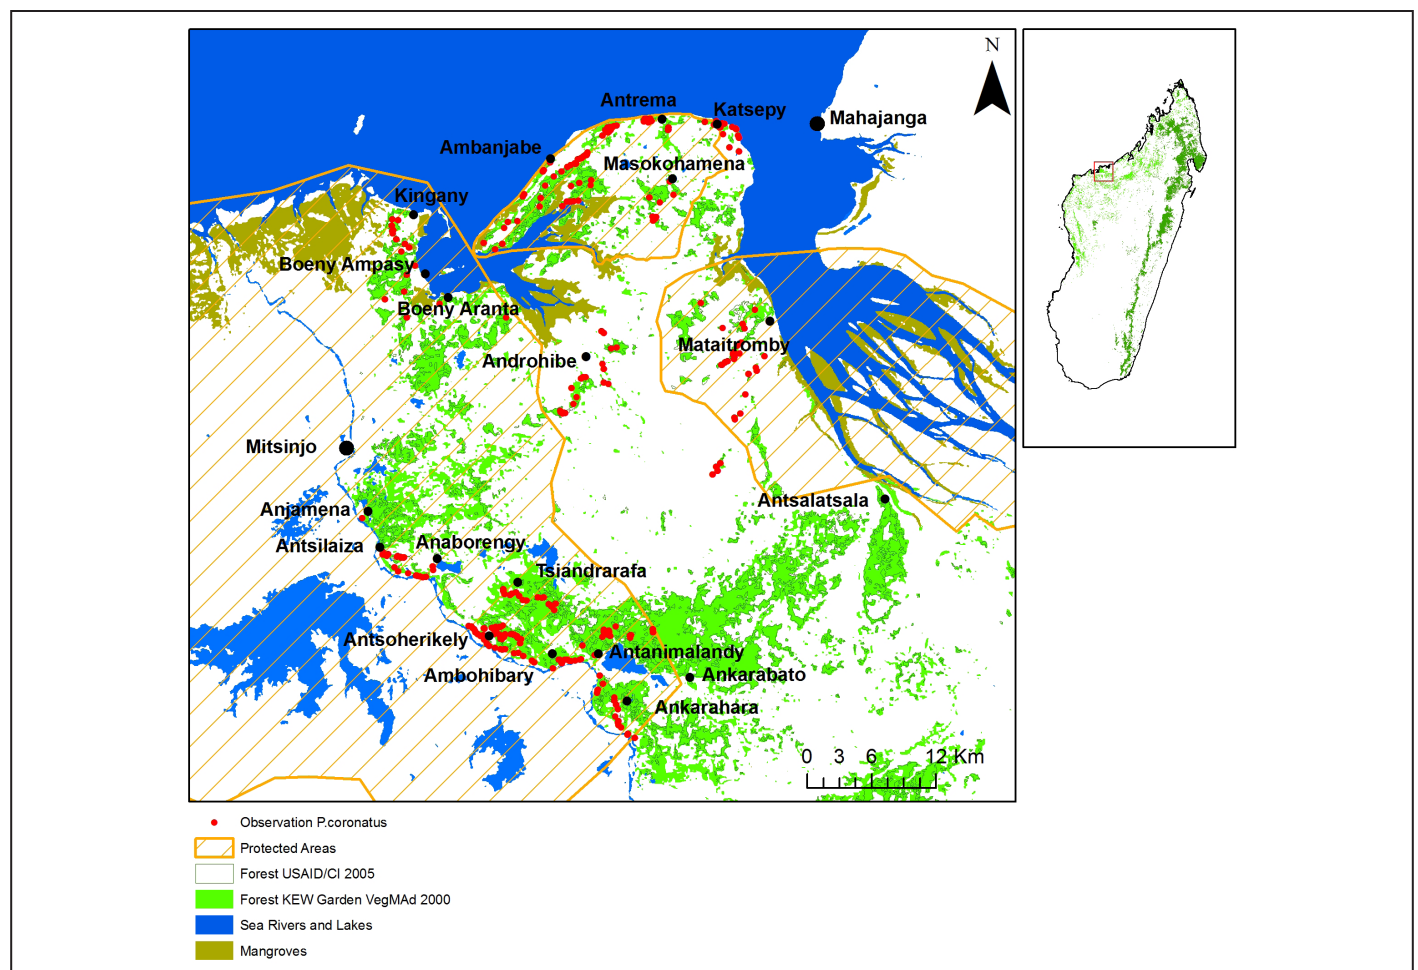 N
Antrema
Katsepy
Mahajanga
Ambanjabe
Masokohamena
Kingany
Boeny Ampasy
Boeny Aranta
Mataitromby
Androhibe
Mitsinjo
Antsalatsala
Anjamena
Antsilaiza
Anaborengy
Tsiandrarafa
Antsoherikely
Antanimalandy
Ambohibary
Ankarabato
Ankarahara
0 3 6 12 Km
Observation P.coronatus
Protected Areas
Forest USAID/CI 2005
Forest KEW Garden VegMAd 2000
Sea Rivers and Lakes
Mangroves